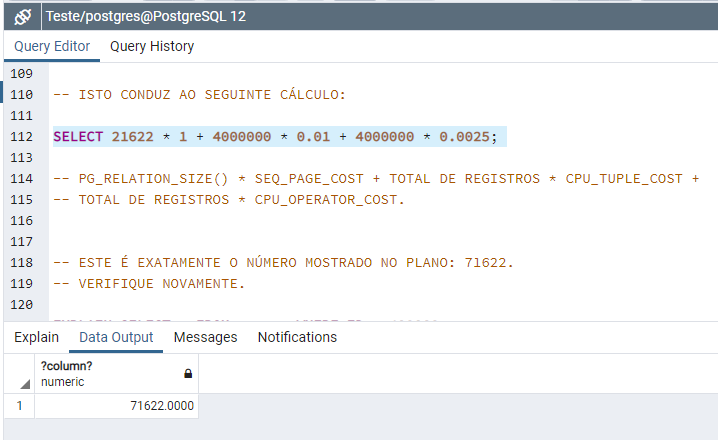 Teste/postgres@PostgreSQL 12
Query Editor Query History
109
110 -- ISTO CONDUZ AO SEGUINTE CÁLCULO:
111
112 SELECT 21622 * 1 + 4000000 * 0.01 + 4000000 * 0.0025;
113
114 -- PG_RELATION_SIZE() * SEQ_PAGE_COST + TOTAL DE REGISTROS * CPU_TUPLE_COST +
115 -- TOTAL DE REGISTROS * CPU_OPERATOR_COST.
116
117
118 -- ESTE É EXATAMENTE O NÚMERO MOSTRADO NO PLANO: 71622.
119 -- VERIFIQUE NOVAMENTE.
120
Explain Data Output Messages Notifications
?column?
numeric
1 71622.0000